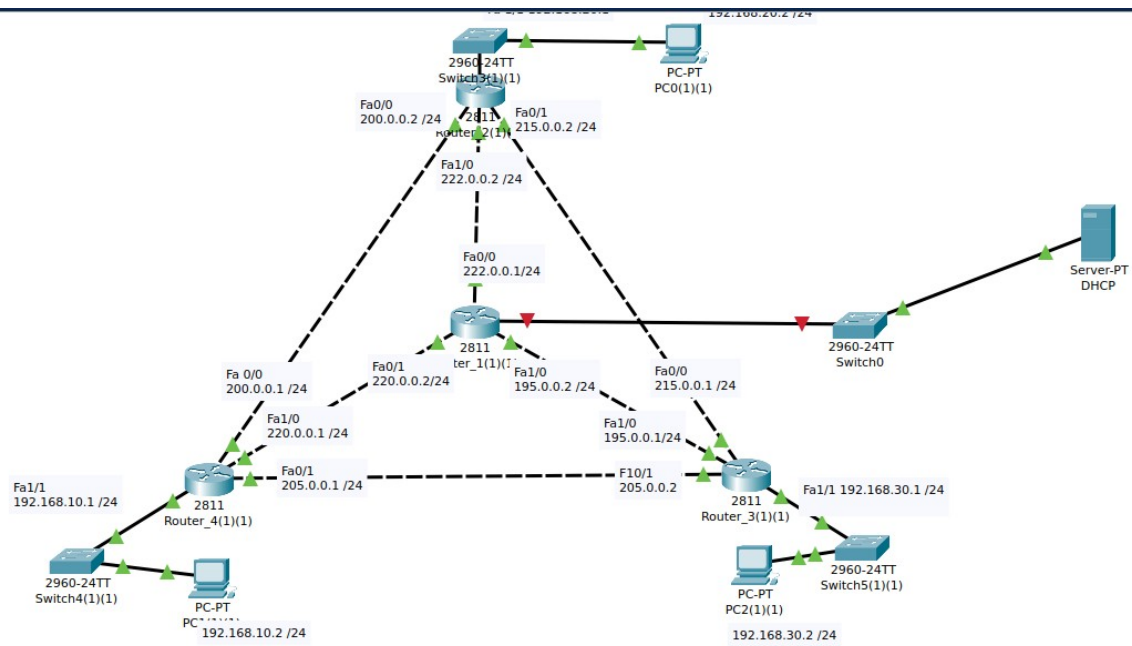 192.168.20.2 /24
2960-24TT
Switch3(1)(1)
PC-PT
PC0(1)(1)
Fa0/0
200.0.0.2 /24
2811
Fa0/1
215.0.0.2 /24
Fa1/0
222.0.0.2 /24
Fa0/0
222.0.0.1/24
Server-PT
DHCP
2811
2960-24TT
Switch0
Fa 0/0
200.0.0.1 /24
Fa0/1
220.0.0.2/24
Fa1/0
195.0.0.2 /24
Fa0/0
215.0.0.1 /24
Fa1/0
220.0.0.1 /24
Fa1/0
195.0.0.1/24
Fa0/1
205.0.0.1 /24
F10/1
205.0.0.2
Fa1/1
192.168.10.1 /24
2811
Router_4(1)(1)
2811
Router_3(1)(1)
Fa1/1 192.168.30.1 /24
2960-24TT
Switch4(1)(1)
PC-PT
192.168.10.2 /24
PC-PT
PC2(1)(1)
2960-24TT
Switch5(1)(1)
192.168.30.2 /24